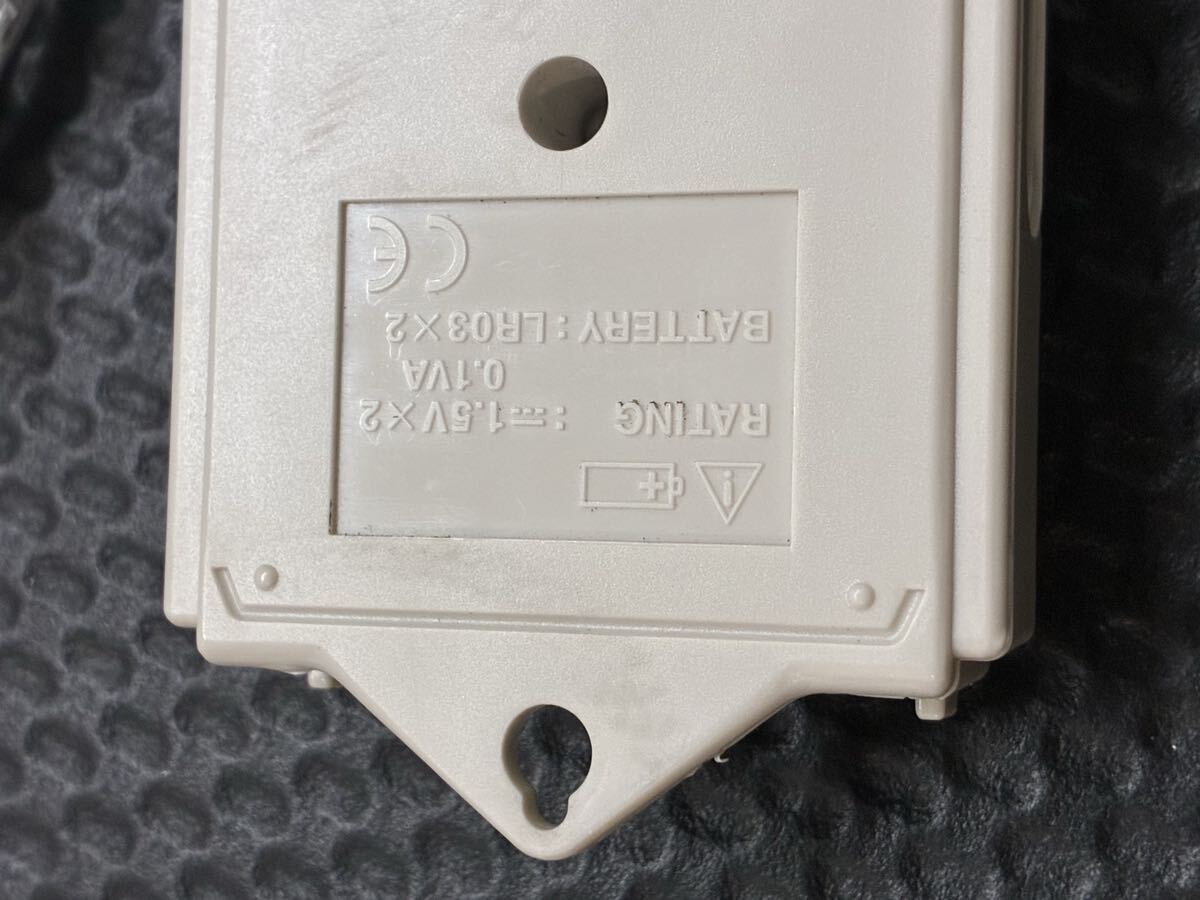 RATING : ⎓ 1.5V×2
0.1VA
BATTERY : LR03×2
CE